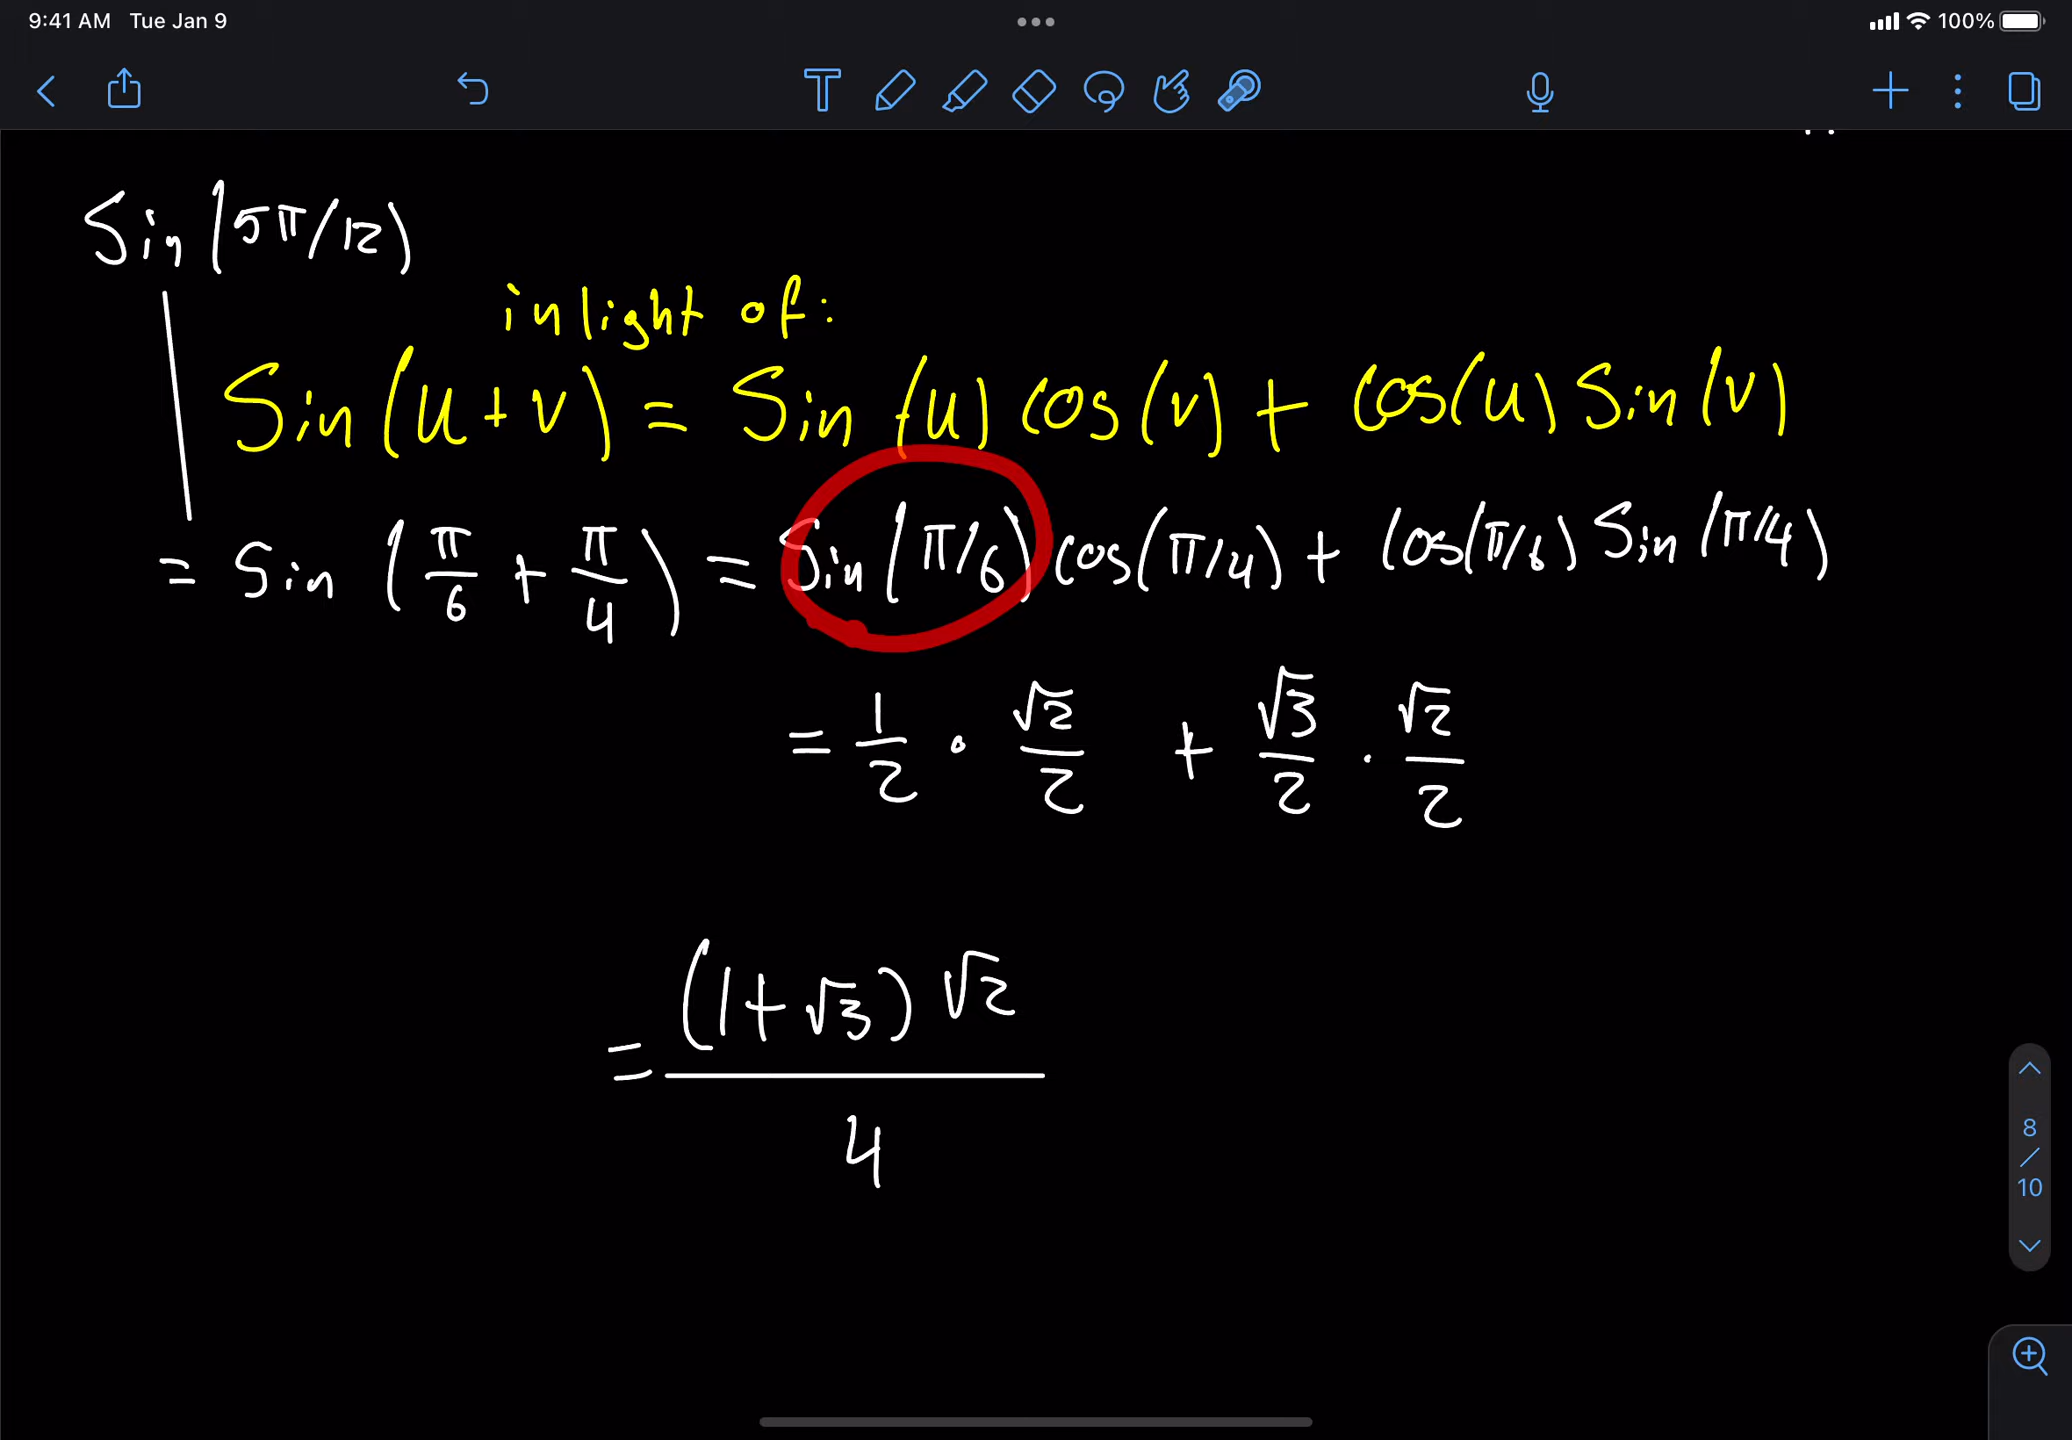 9:41 AM Tue Jan 9 100%
Sin(5π/12)
in light of:
Sin(u+v) = Sin(u) cos(v) + cos(u) Sin(v)
= Sin(π/6 + π/4) = Sin(π/6) cos(π/4) + cos(π/6) Sin(π/4)
= 1/2 · √2/2 + √3/2 · √2/2
= (1+√3)√2 / 4
8 / 10